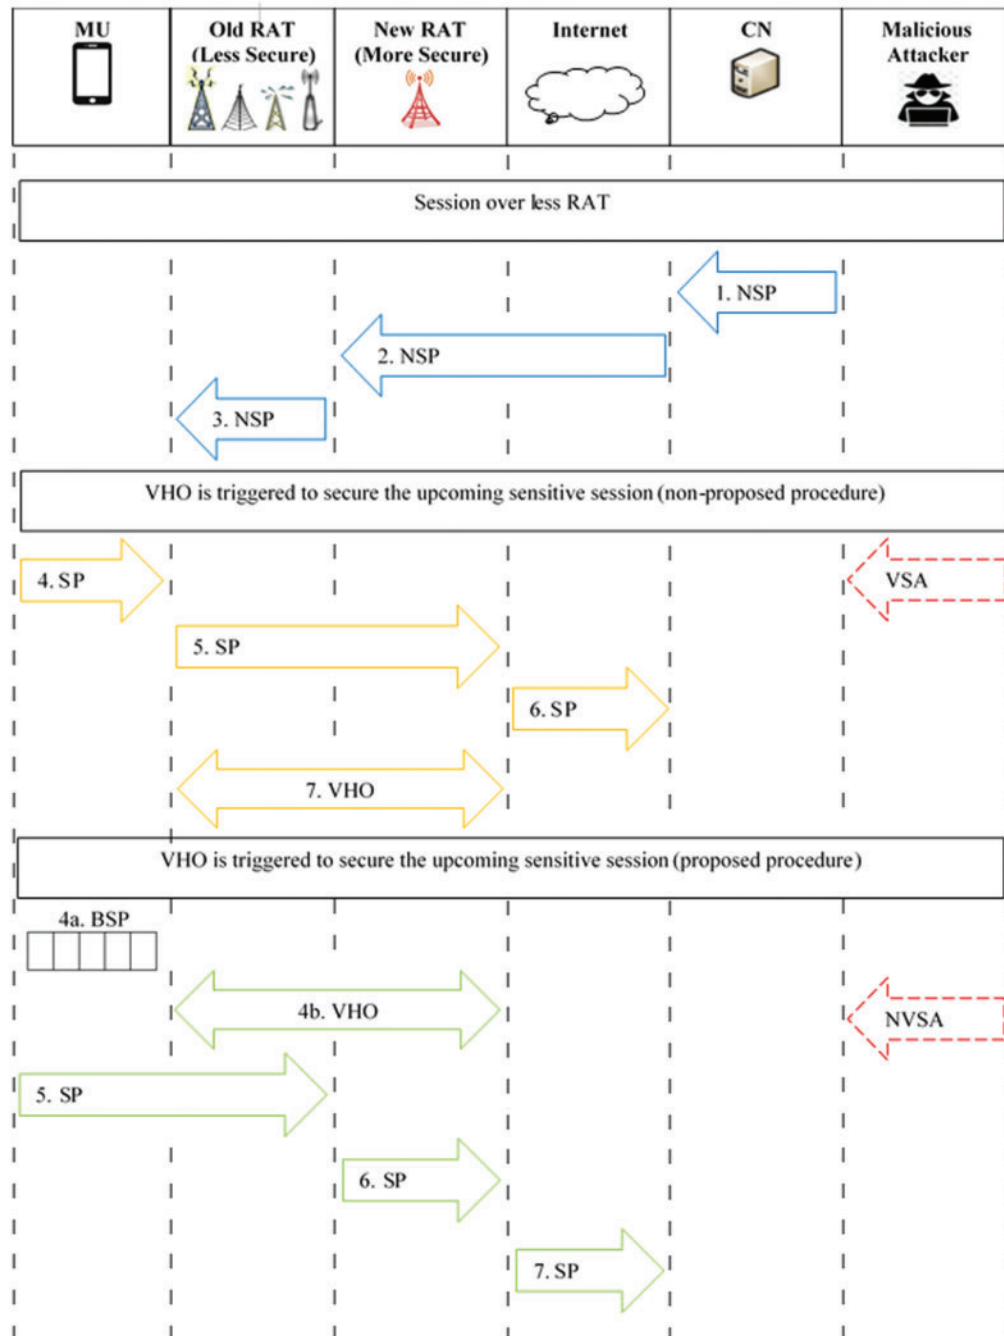 MU
Old RAT
(Less Secure)
New RAT
(More Secure)
Internet
CN
Malicious
Attacker
Session over less RAT
1. NSP
2. NSP
3. NSP
VHO is triggered to secure the upcoming sensitive session (non-proposed procedure)
4. SP
VSA
5. SP
6. SP
7. VHO
VHO is triggered to secure the upcoming sensitive session (proposed procedure)
4a. BSP
4b. VHO
NVSA
5. SP
6. SP
7. SP